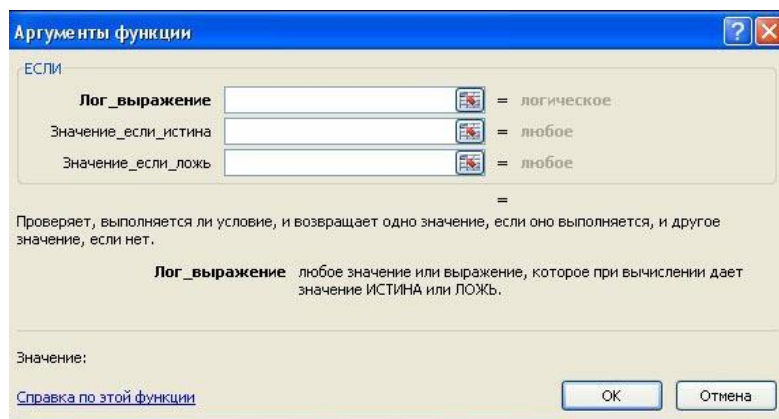 Аргументы функции
ЕСЛИ
Лог_выражение = логическое
Значение_если_истина = любое
Значение_если_ложь = любое
=
Проверяет, выполняется ли условие, и возвращает одно значение, если оно выполняется, и другое
значение, если нет.
Лог_выражение любое значение или выражение, которое при вычислении дает
значение ИСТИНА или ЛОЖЬ.
Значение:
Справка по этой функции
ОК Отмена